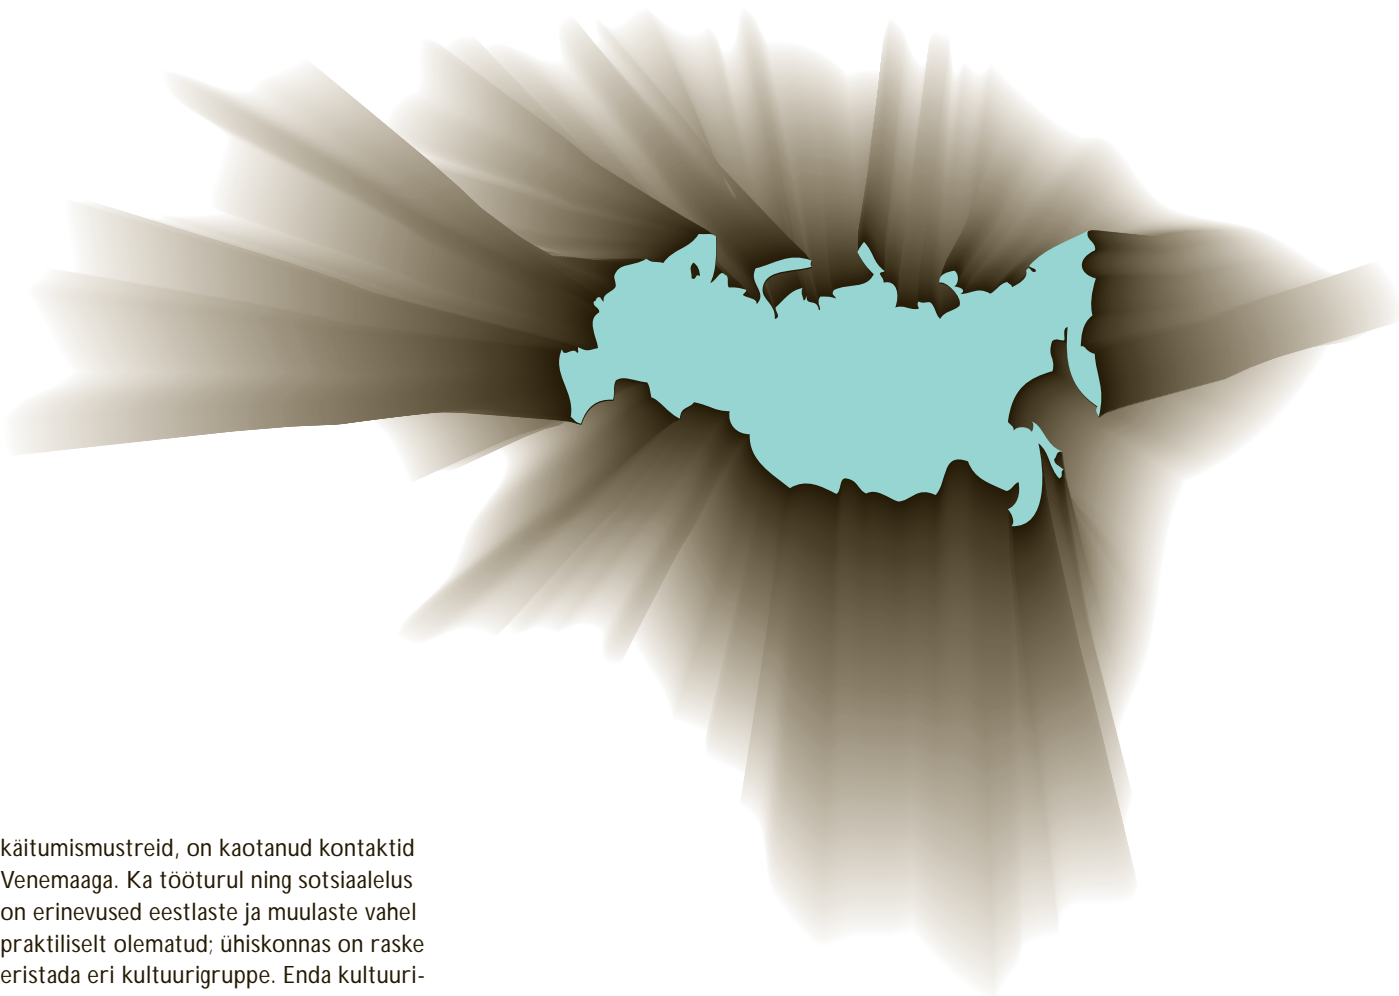 käitumismustreid, on kaotanud kontaktid
Venemaaga. Ka tööturul ning sotsiaalelus
on erinevused eestlaste ja muulaste vahel
praktiliselt olematud; ühiskonnas on raske
eristada eri kultuurigruppe. Enda kultuuri-